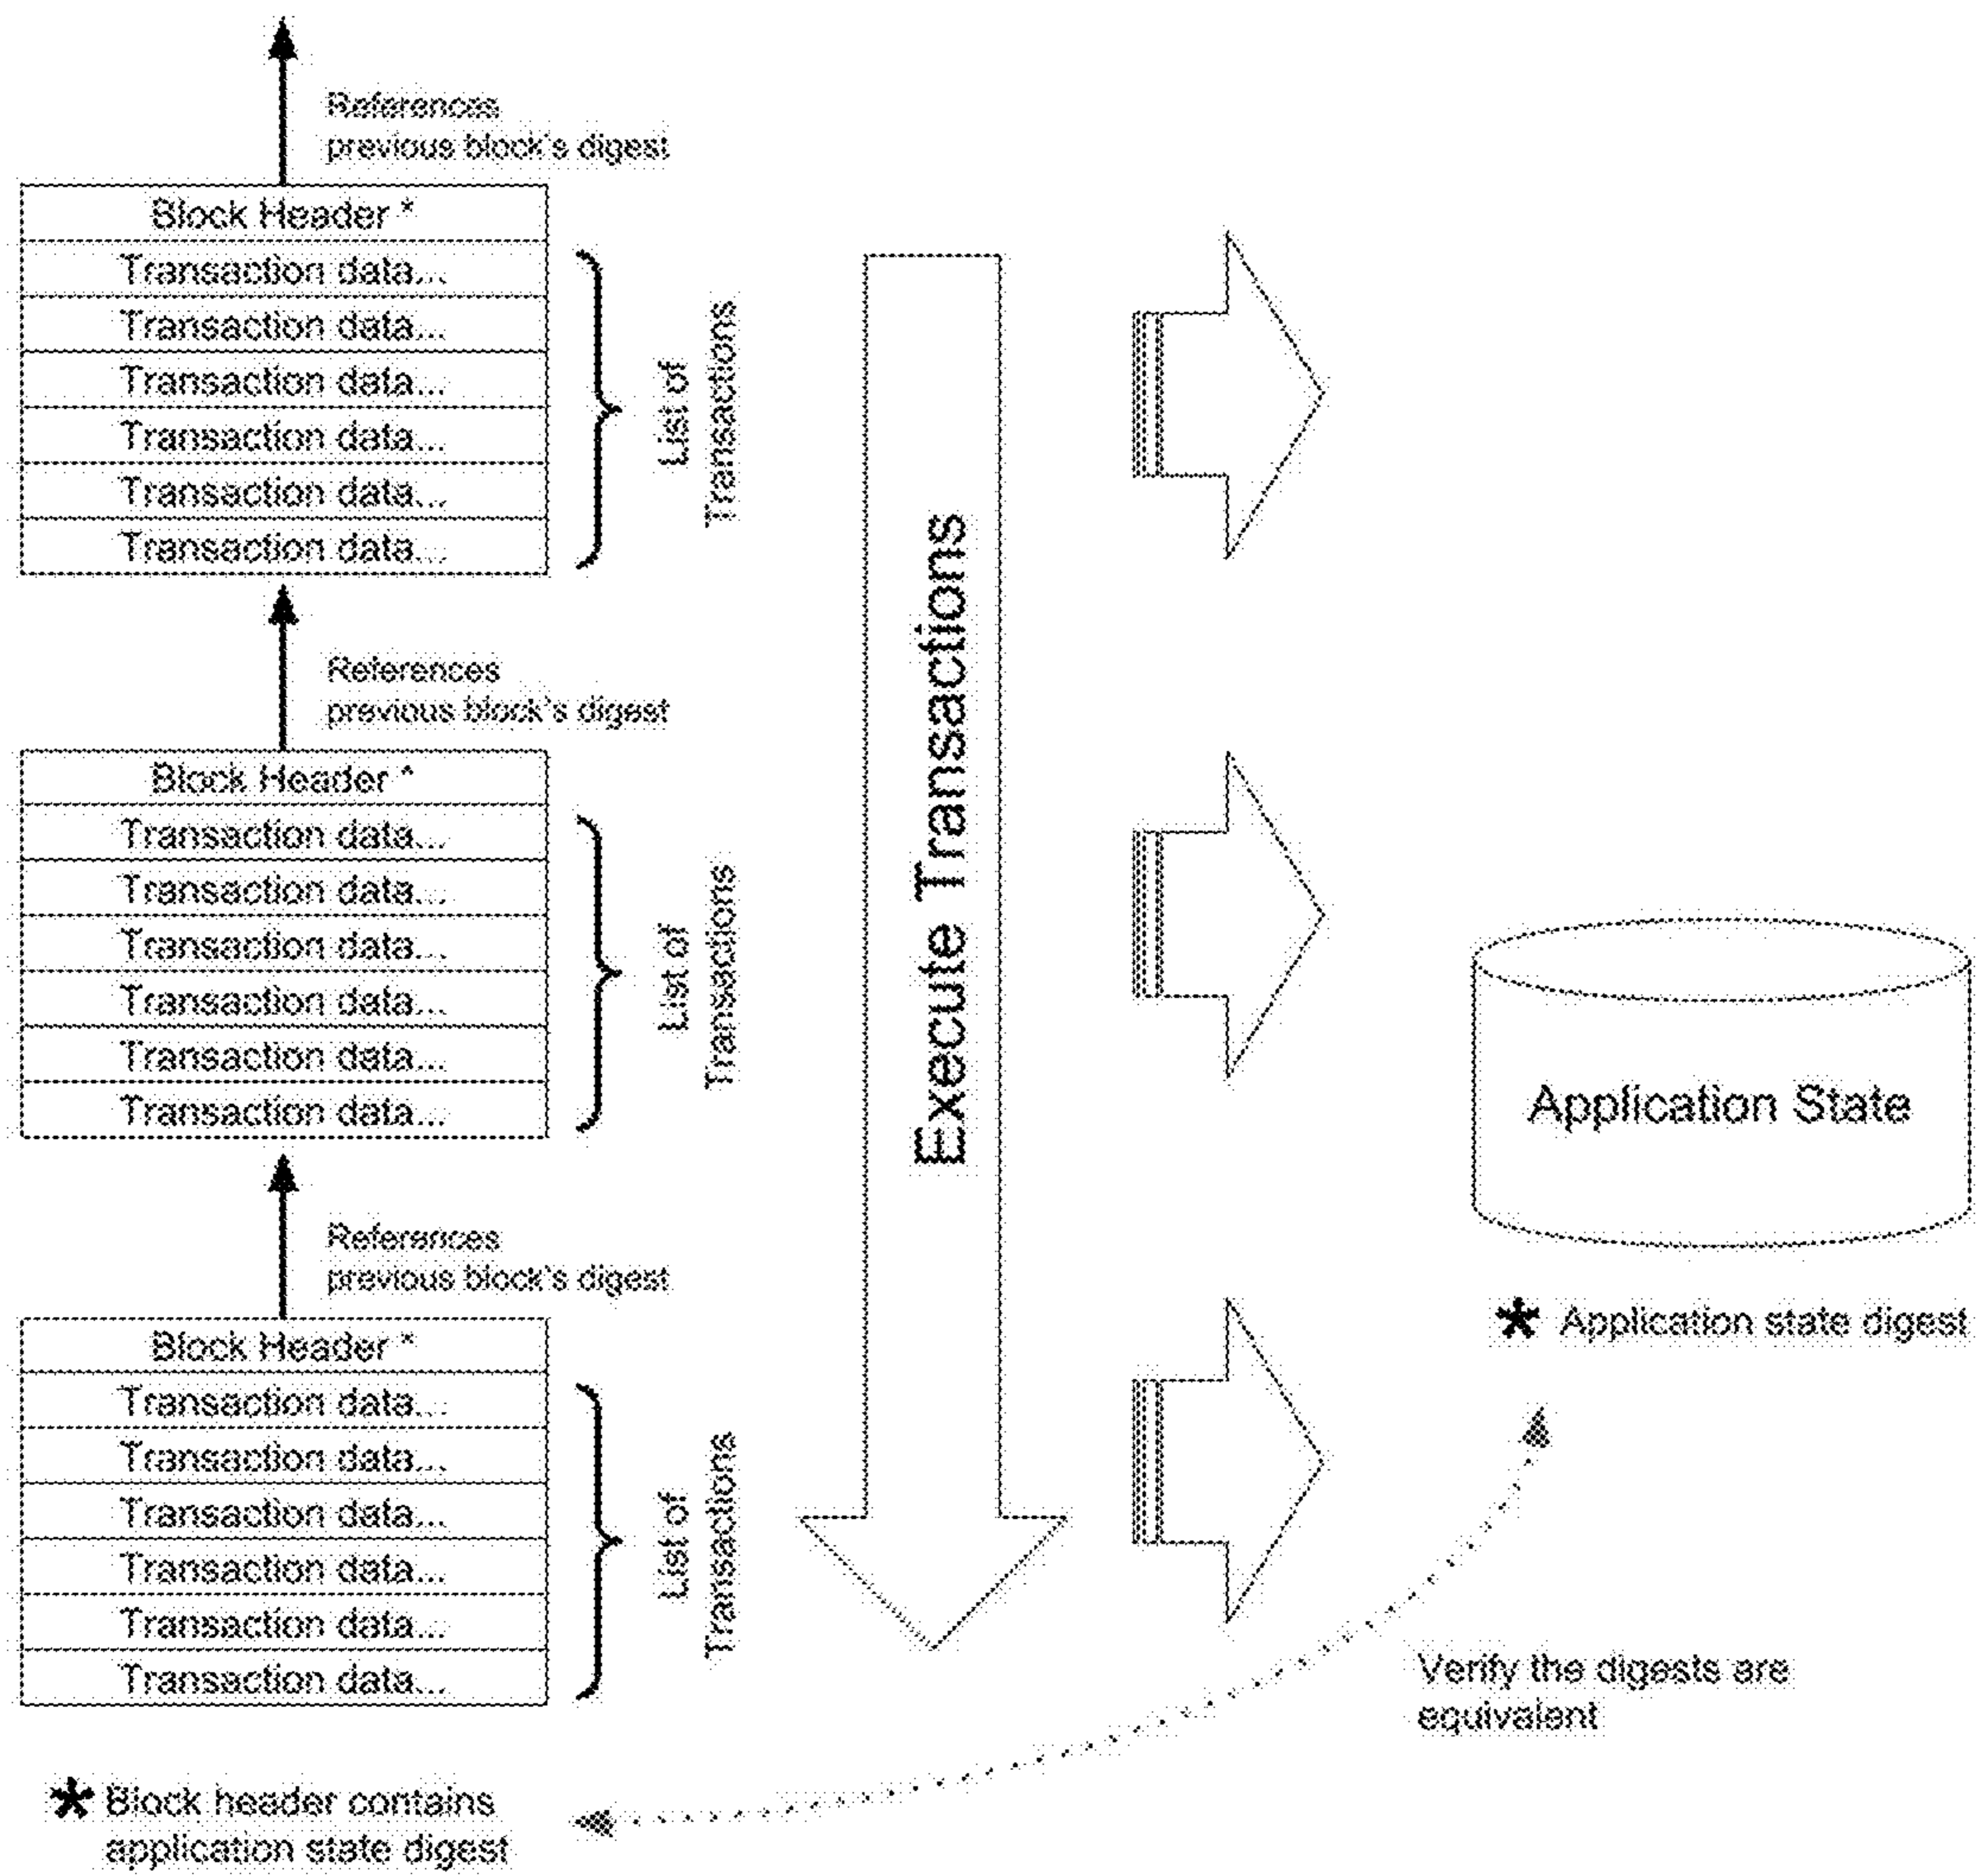 References
previous block's digest
Block Header *
Transaction data...
Transaction data...
Transaction data...
Transaction data...
Transaction data...
Transaction data...
List of
Transactions
References
previous block's digest
Block Header *
Transaction data...
Transaction data...
Transaction data...
Transaction data...
Transaction data...
Transaction data...
List of
Transactions
References
previous block's digest
Block Header *
Transaction data...
Transaction data...
Transaction data...
Transaction data...
Transaction data...
Transaction data...
List of
Transactions
Execute Transactions
Application State
* Application state digest
Verify the digests are
equivalent
* Block header contains
application state digest